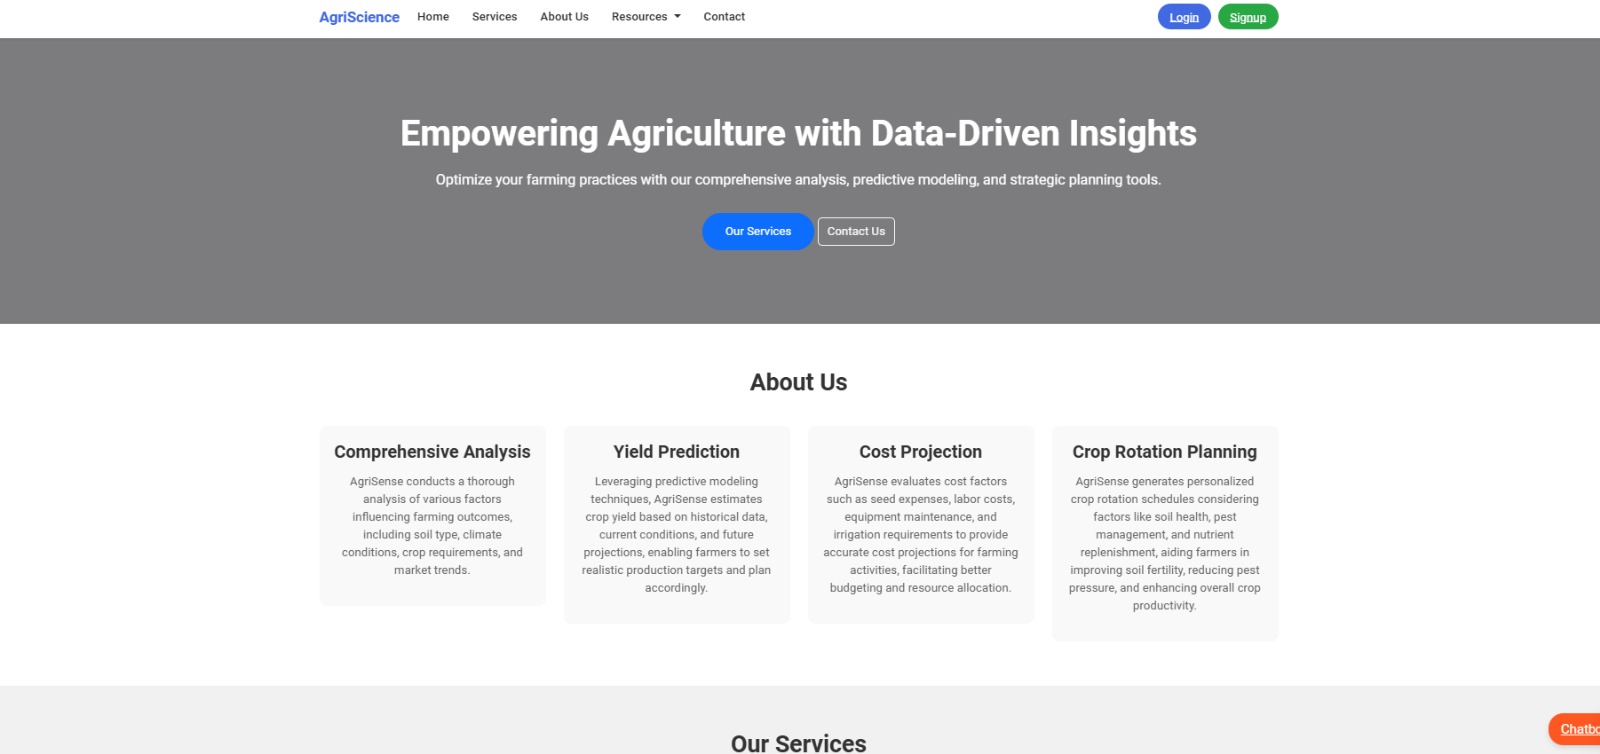 AgriScience Home Services About Us Resources Contact Login Signup
Empowering Agriculture with Data-Driven Insights
Optimize your farming practices with our comprehensive analysis, predictive modeling, and strategic planning tools.
Our Services Contact Us
About Us
Comprehensive Analysis
AgriSense conducts a thorough
analysis of various factors
influencing farming outcomes,
including soil type, climate
conditions, crop requirements, and
market trends.
Yield Prediction
Leveraging predictive modeling
techniques, AgriSense estimates
crop yield based on historical data,
current conditions, and future
projections, enabling farmers to set
realistic production targets and plan
accordingly.
Cost Projection
AgriSense evaluates cost factors
such as seed expenses, labor costs,
equipment maintenance, and
irrigation requirements to provide
accurate cost projections for farming
activities, facilitating better
budgeting and resource allocation.
Crop Rotation Planning
AgriSense generates personalized
crop rotation schedules considering
factors like soil health, pest
management, and nutrient
replenishment, aiding farmers in
improving soil fertility, reducing pest
pressure, and enhancing overall crop
productivity.
Our Services
Chatbo